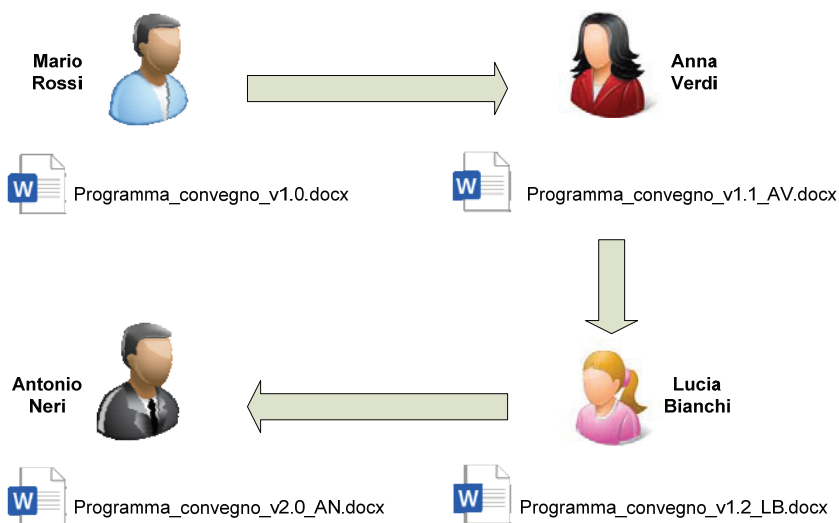 Mario
Rossi
Anna
Verdi
W Programma_convegno_v1.0.docx
W Programma_convegno_v1.1_AV.docx
Antonio
Neri
Lucia
Bianchi
W Programma_convegno_v2.0_AN.docx
W Programma_convegno_v1.2_LB.docx